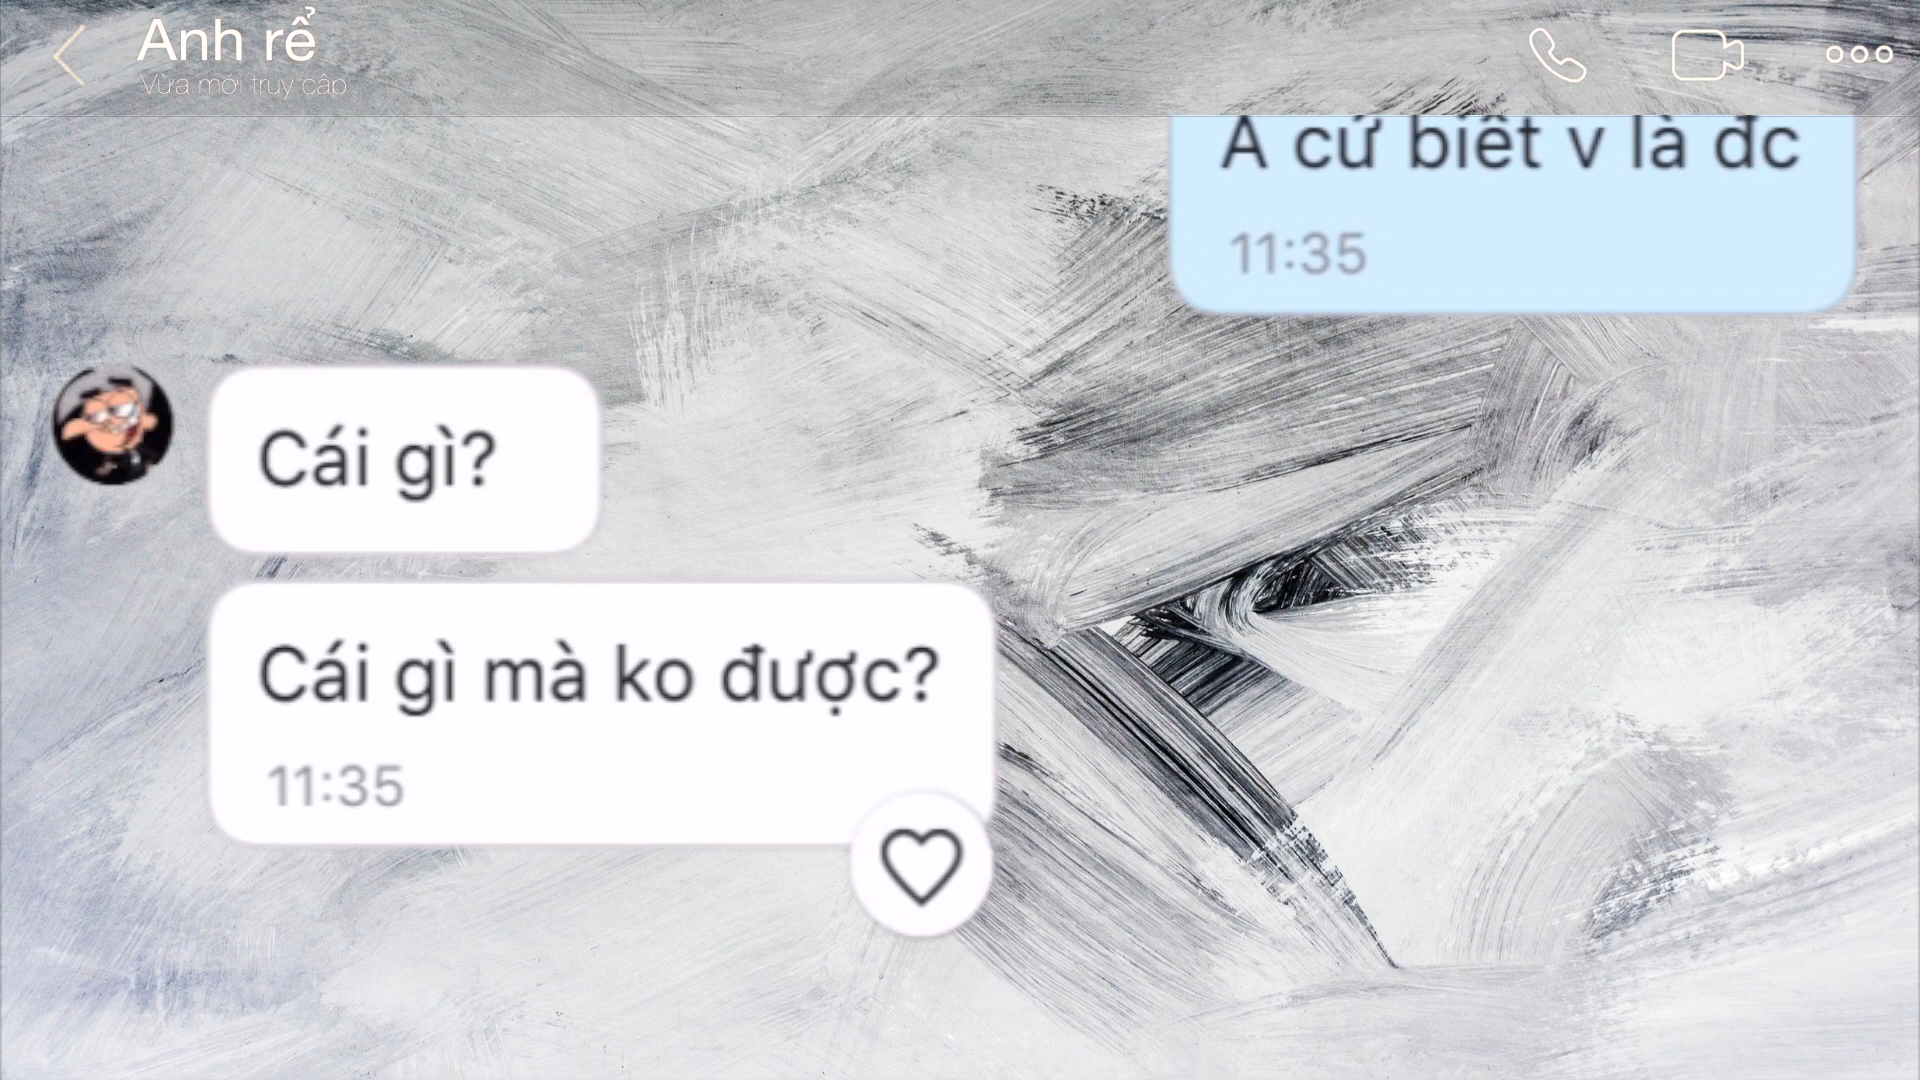 Anh rể
Vừa mới truy cập
A cứ biết v là đc
11:35
Cái gì?
Cái gì mà ko được?
11:35